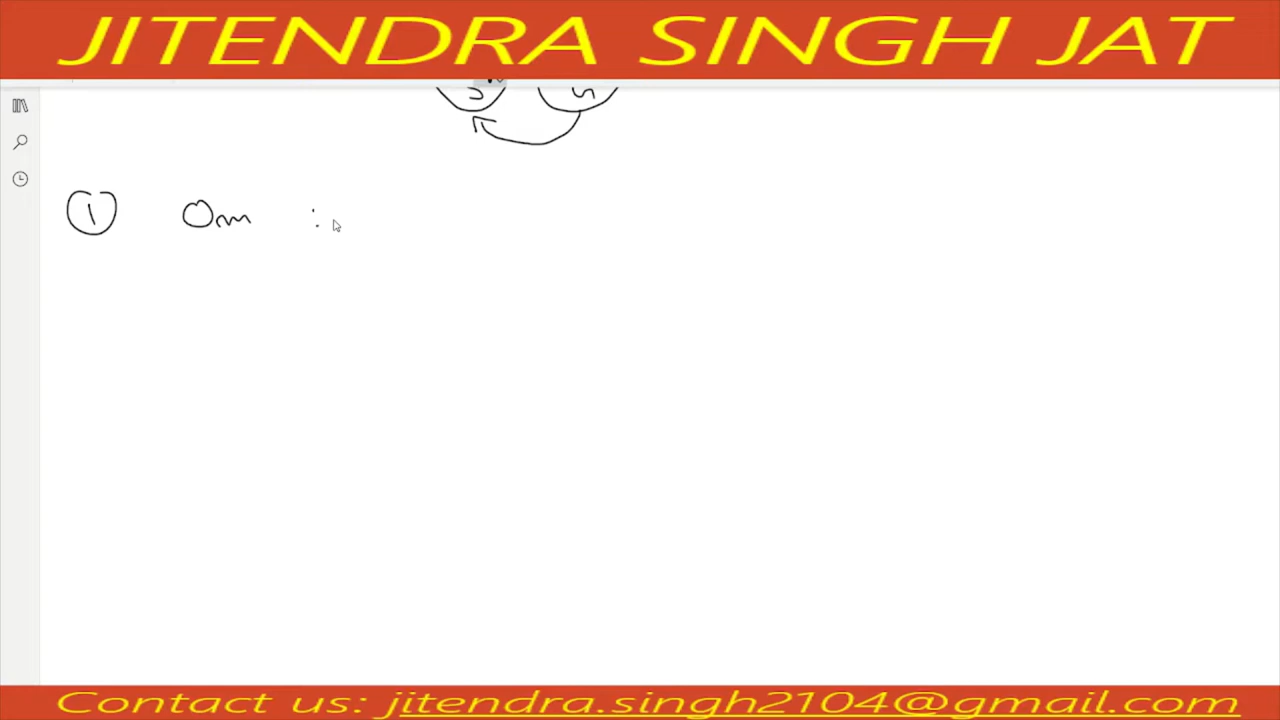 JITENDRA SINGH JAT
① Om :
Contact us: jitendra.singh2104@gmail.com